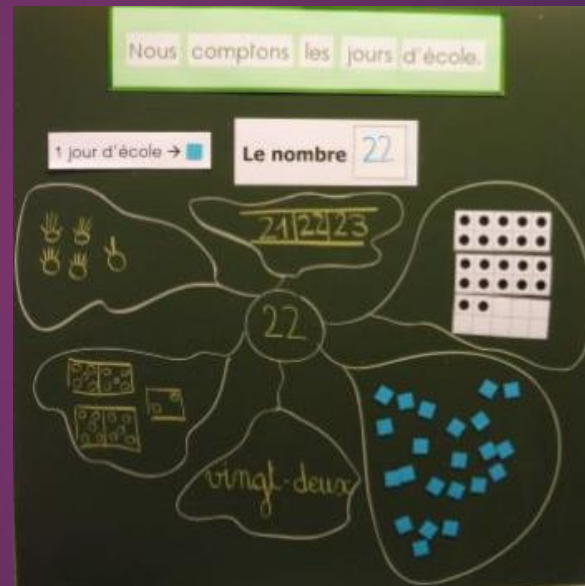 Nous comptons les jours d'école.
1 jour d'école →
Le nombre 22
21 22 23
22
vingt-deux